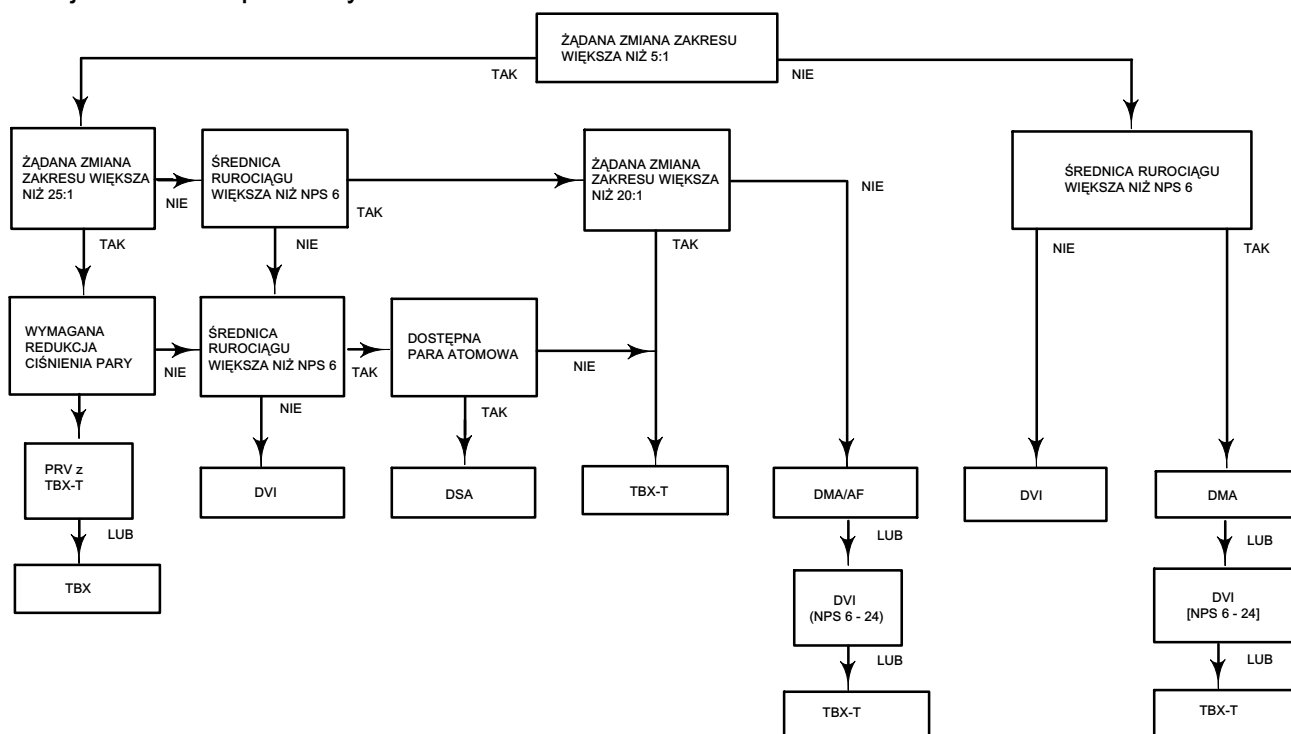 ŻĄDANA ZMIANA ZAKRESU
WIĘKSZA NIŻ 5:1
TAK
NIE
ŻĄDANA ZMIANA
ZAKRESU WIĘKSZA
NIŻ 25:1
NIE
TAK
ŚREDNICA
RUROCIĄGU
WIĘKSZA NIŻ NPS 6
TAK
NIE
ŻĄDANA ZMIANA
ZAKRESU WIĘKSZA
NIŻ 20:1
NIE
TAK
ŚREDNICA RUROCIĄGU
WIĘKSZA NIŻ NPS 6
NIE
TAK
WYMAGANA
REDUKCJA
CIŚNIENIA PARY
NIE
ŚREDNICA
RUROCIĄGU
WIĘKSZA NIŻ NPS 6
TAK
NIE
DOSTĘPNA
PARA ATOMOWA
NIE
TAK
PRV z
TBX-T
LUB
TBX
DVI
DSA
TBX-T
DMA/AF
LUB
DVI
(NPS 6 - 24)
LUB
TBX-T
DVI
DMA
LUB
DVI
[NPS 6 - 24]
LUB
TBX-T